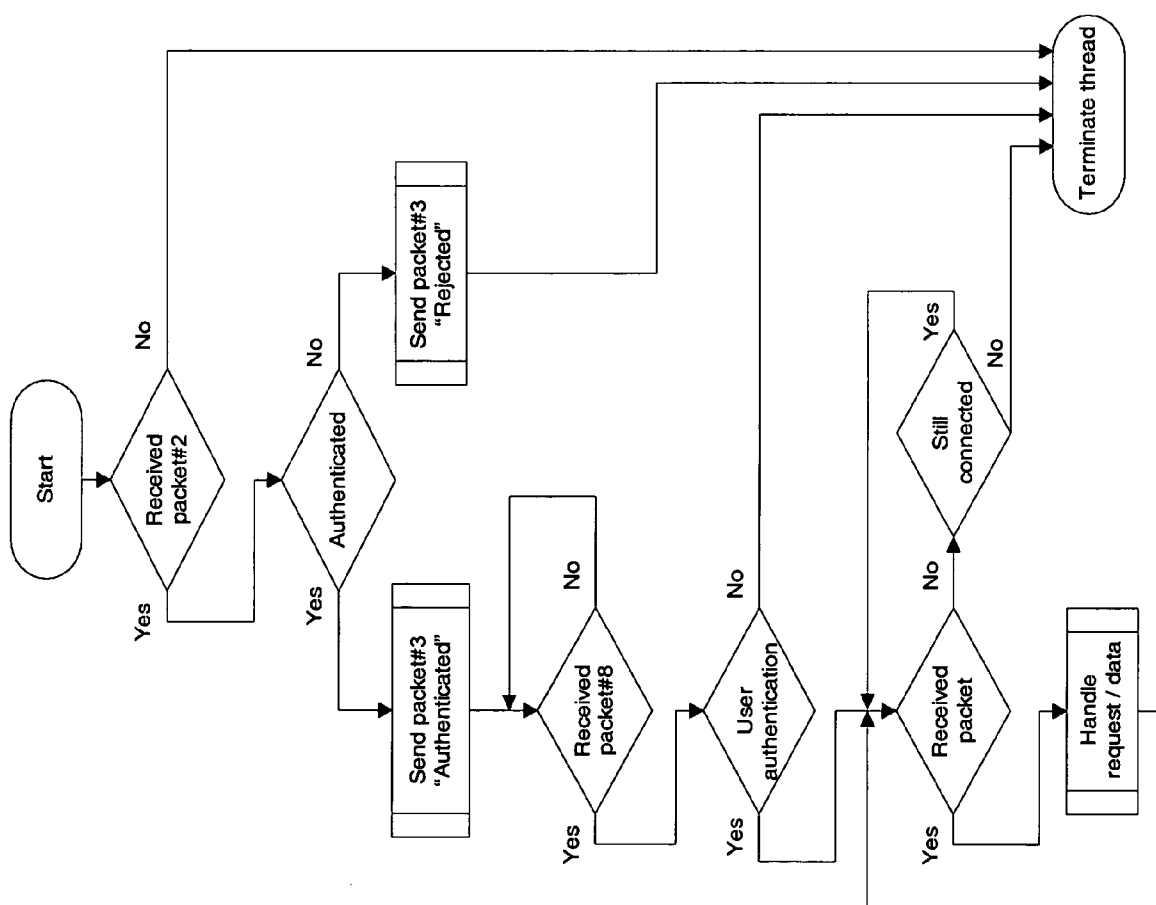 Start
Received
packet#2
Yes
No
Authenticated
Yes
No
Send packet#3
“Authenticated”
Send packet#3
“Rejected”
Received
packet#8
Yes
No
User
authentication
Yes
No
Received
packet
Yes
No
Still
connected
Yes
No
Handle
request / data
Terminate thread